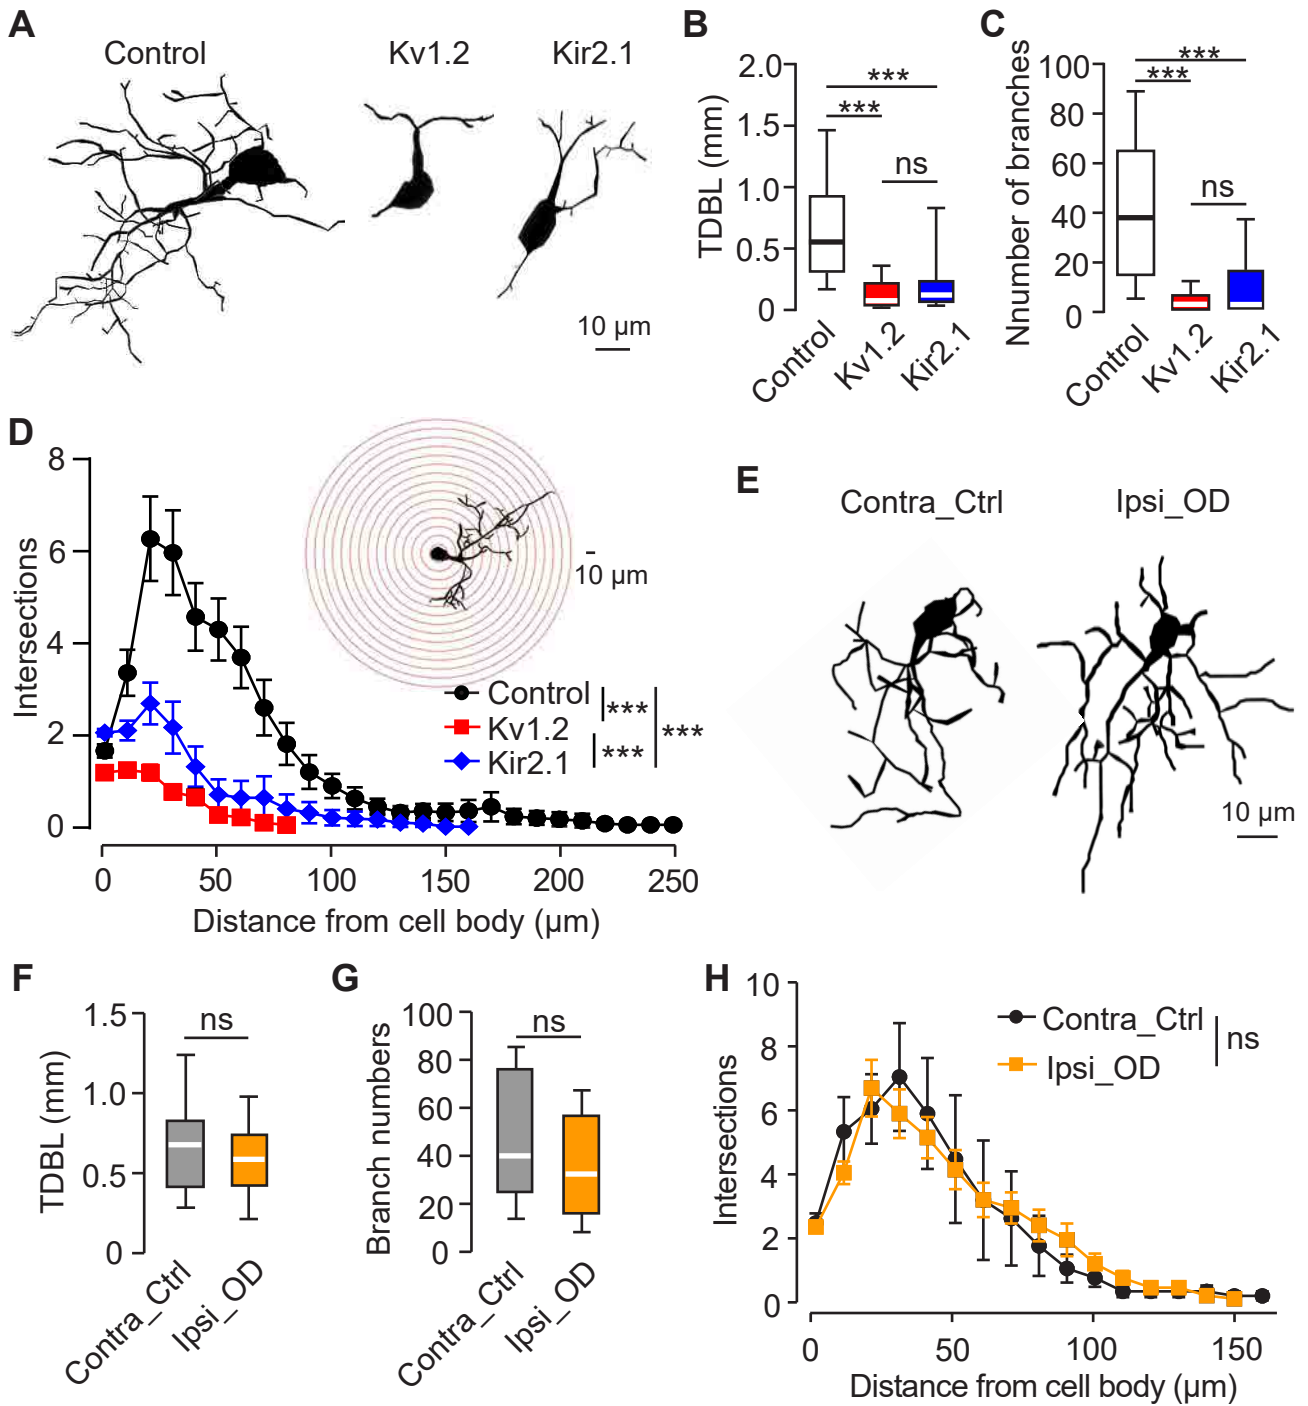 A
Control
Kv1.2
Kir2.1
10 µm
B
TDBL (mm)
2.0
1.5
1.0
0.5
0
***
***
ns
Control
Kv1.2
Kir2.1
C
Nnumber of branches
100
80
60
40
20
0
***
***
ns
Control
Kv1.2
Kir2.1
D
Intersections
8
6
4
2
0
10 µm
Control
Kv1.2
Kir2.1
***
***
***
0
50
100
150
200
250
Distance from cell body (µm)
E
Contra_Ctrl
Ipsi_OD
10 µm
F
TDBL (mm)
1.5
1.0
0.5
0
ns
Contra_Ctrl
Ipsi_OD
G
Branch numbers
100
80
60
40
20
0
ns
Contra_Ctrl
Ipsi_OD
H
Intersections
10
8
6
4
2
0
Contra_Ctrl
Ipsi_OD
ns
0
50
100
150
Distance from cell body (µm)